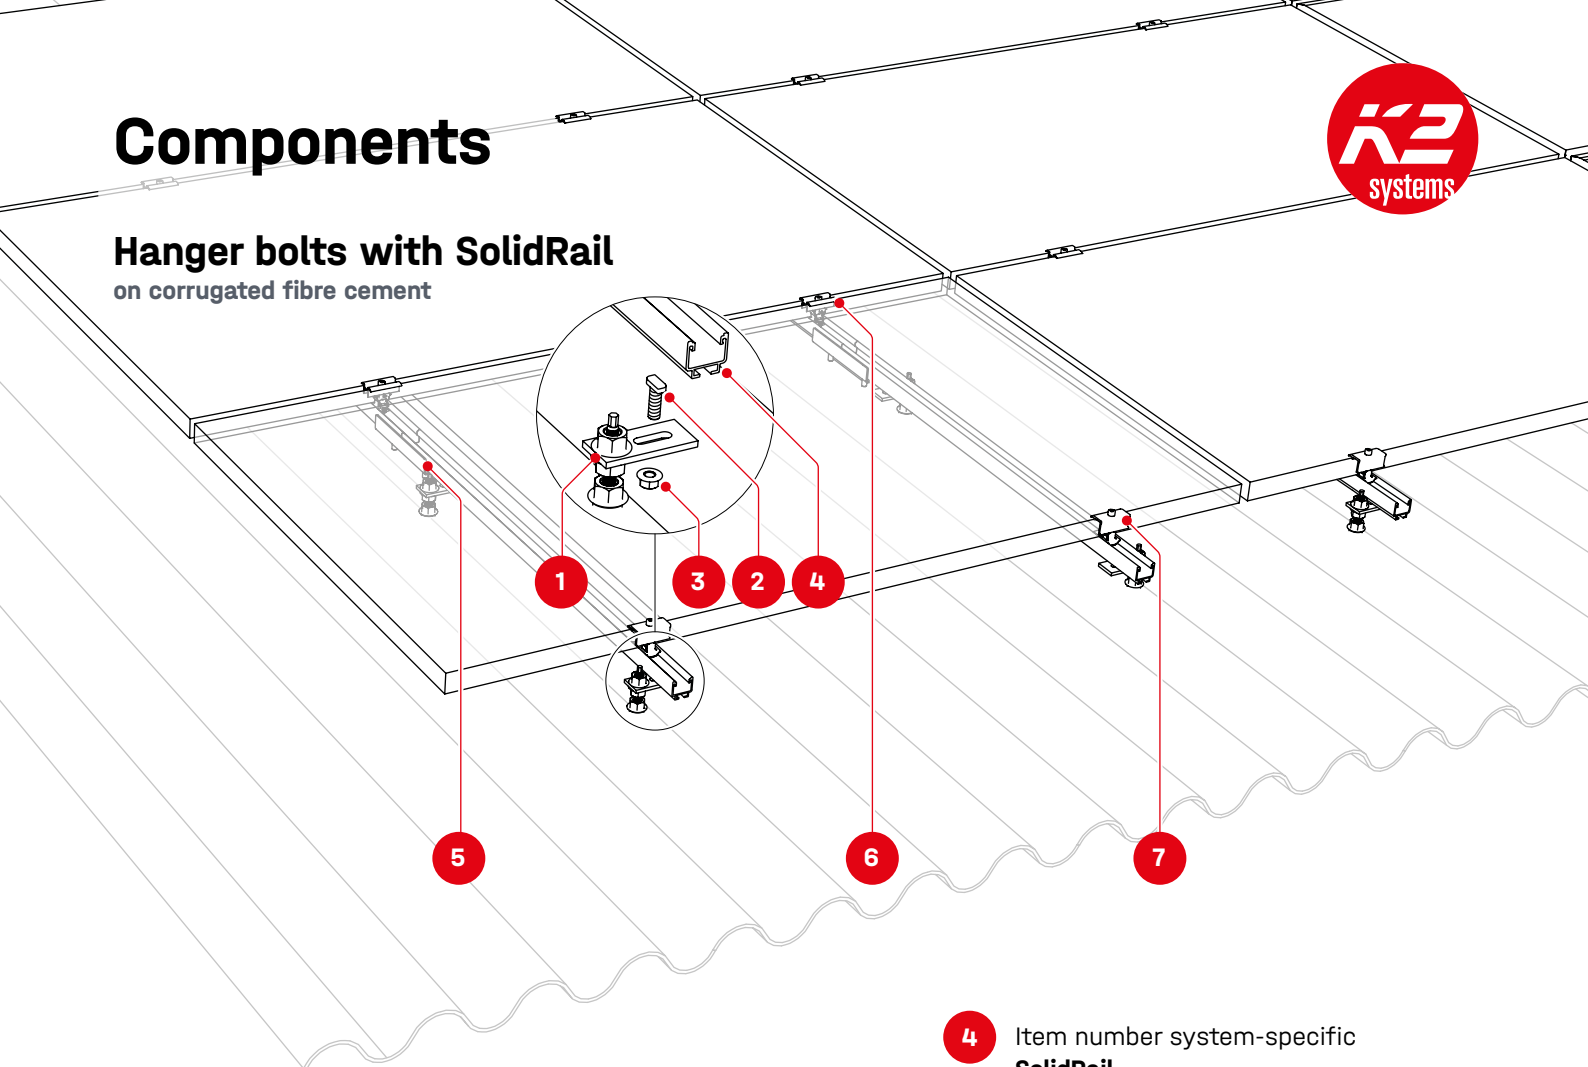 Components
K2
systems
Hanger bolts with SolidRail
on corrugated fibre cement
1
3
2
4
5
6
7
4
Item number system-specific
SolidRail